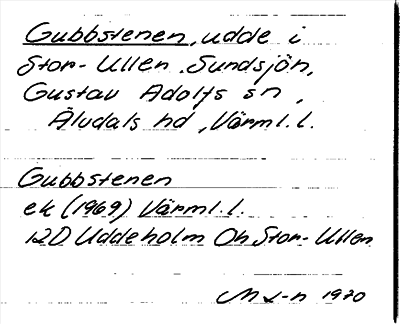 Gubbstenen, udde i
Stor-Ullen, Sundsjön,
Gustav Adolfs sn,
Älvdals hd, Värml.l.
Gubbstenen
ek (1969) Värml.l.
12D Uddeholm Öh, Stor-Ullen
1970